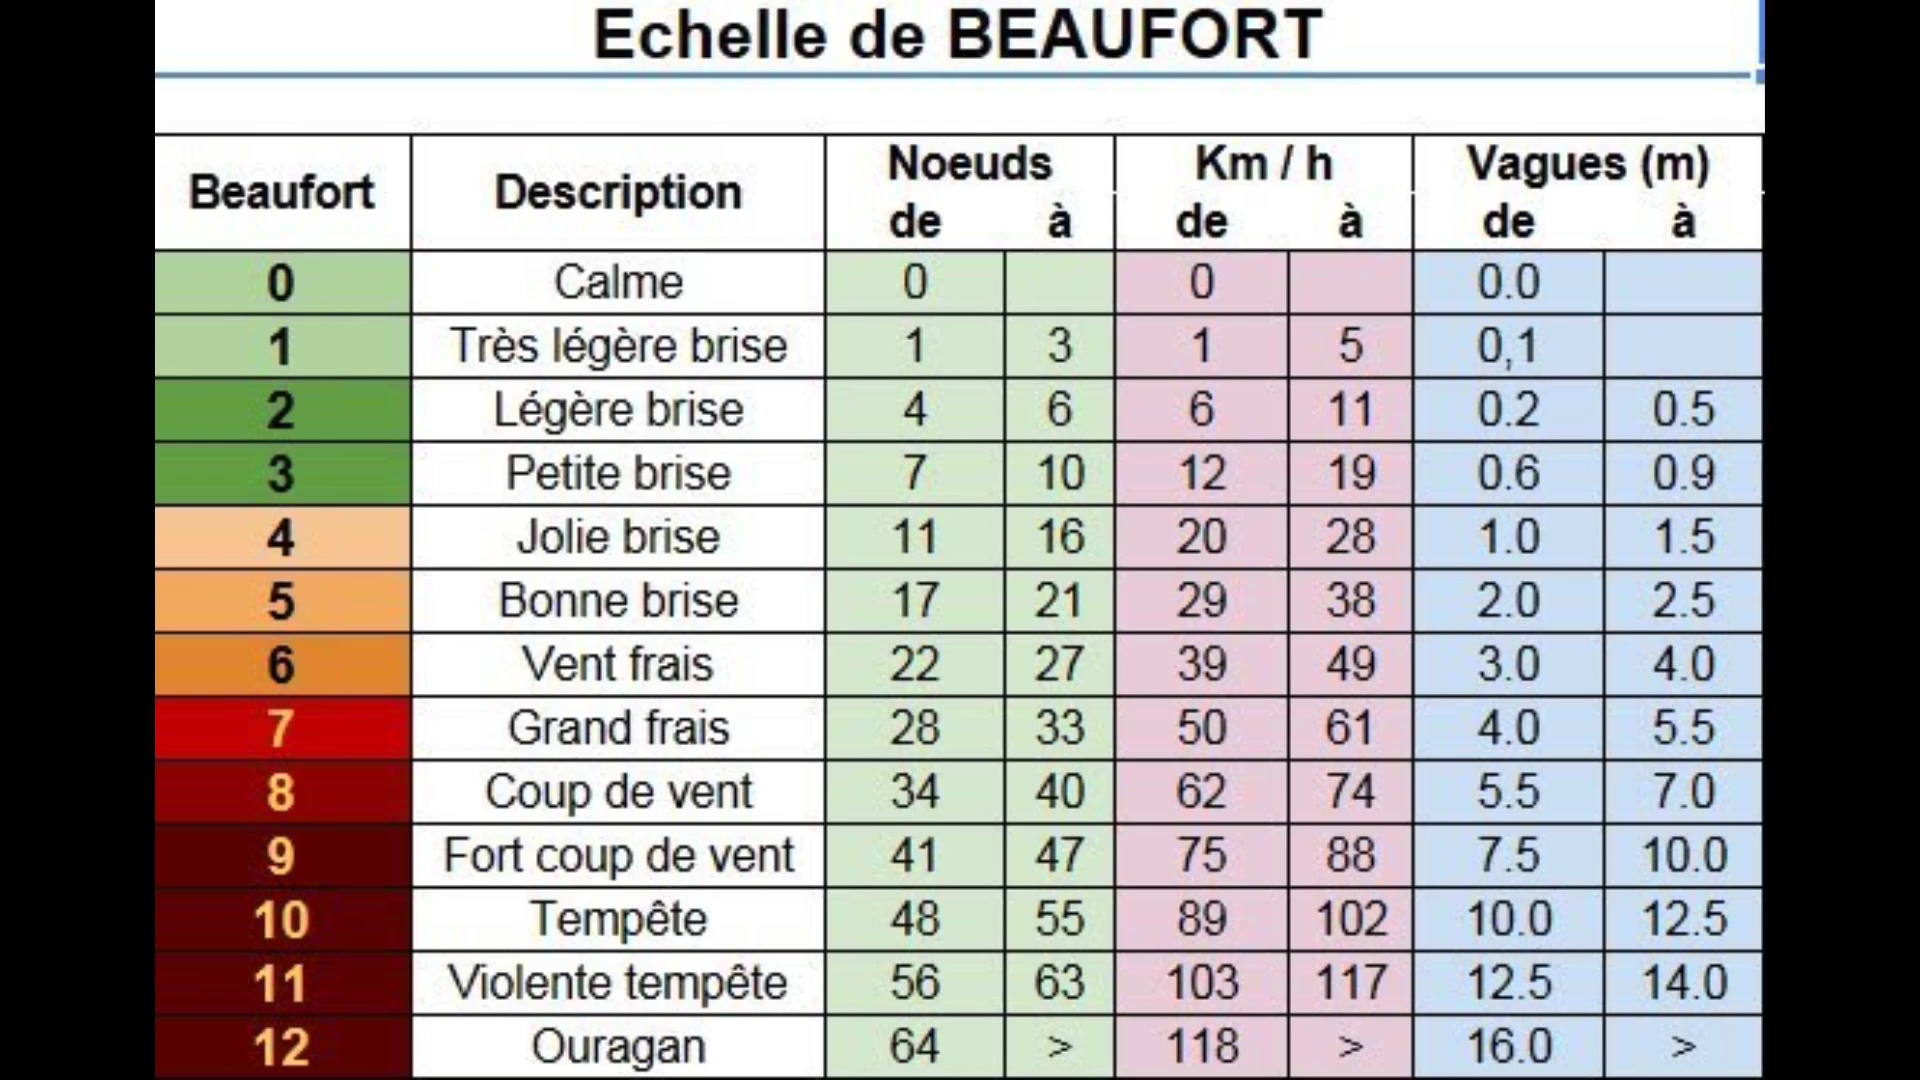 Echelle de BEAUFORT
Beaufort Description Noeuds de à Km / h de à Vagues (m) de à
0 Calme 0 0 0.0
1 Très légère brise 1 3 1 5 0,1
2 Légère brise 4 6 6 11 0.2 0.5
3 Petite brise 7 10 12 19 0.6 0.9
4 Jolie brise 11 16 20 28 1.0 1.5
5 Bonne brise 17 21 29 38 2.0 2.5
6 Vent frais 22 27 39 49 3.0 4.0
7 Grand frais 28 33 50 61 4.0 5.5
8 Coup de vent 34 40 62 74 5.5 7.0
9 Fort coup de vent 41 47 75 88 7.5 10.0
10 Tempête 48 55 89 102 10.0 12.5
11 Violente tempête 56 63 103 117 12.5 14.0
12 Ouragan 64 > 118 > 16.0 >